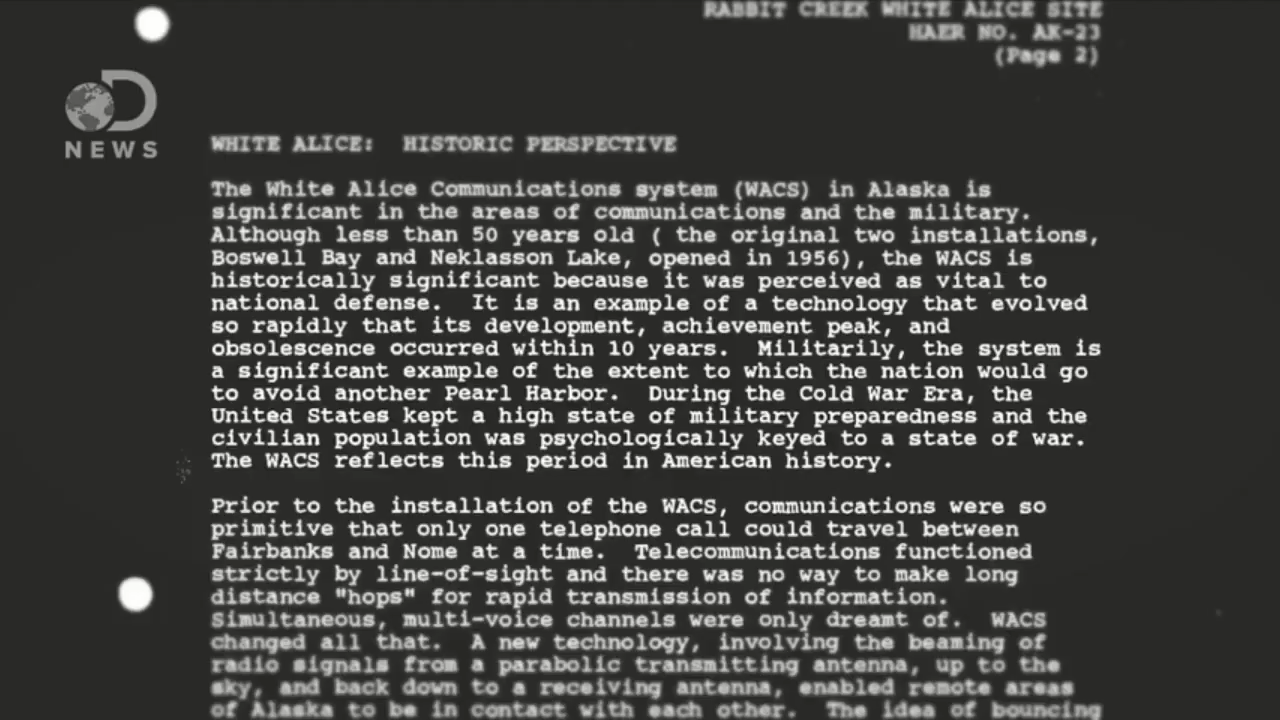 RABBIT CREEK WHITE ALICE SITE
HAER NO. AK-23
(Page 2)
NEWS
WHITE ALICE:  HISTORIC PERSPECTIVE
The White Alice Communications system (WACS) in Alaska is
significant in the areas of communications and the military.
Although less than 50 years old ( the original two installations,
Boswell Bay and Neklasson Lake, opened in 1956), the WACS is
historically significant because it was perceived as vital to
national defense.  It is an example of a technology that evolved
so rapidly that its development, achievement peak, and
obsolescence occurred within 10 years.  Militarily, the system is
a significant example of the extent to which the nation would go
to avoid another Pearl Harbor.  During the Cold War Era, the
United States kept a high state of military preparedness and the
civilian population was psychologically keyed to a state of war.
The WACS reflects this period in American history.
Prior to the installation of the WACS, communications were so
primitive that only one telephone call could travel between
Fairbanks and Nome at a time.  Telecommunications functioned
strictly by line-of-sight and there was no way to make long
distance "hops" for rapid transmission of information.
Simultaneous, multi-voice channels were only dreamt of.  WACS
changed all that.  A new technology, involving the beaming of
radio signals from a parabolic transmitting antenna, up to the
sky, and back down to a receiving antenna, enabled remote areas
of Alaska to be in contact with each other.  The idea of bouncing